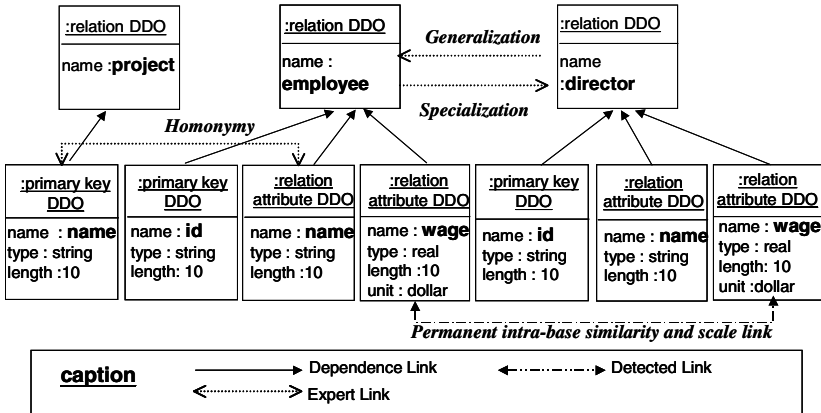 :relation DDO
name :project
:relation DDO
name :
employee
:relation DDO
name
:director
Generalization
Specialization
Homonymy
:primary key
DDO
name : name
type : string
length :10
:primary key
DDO
name : id
type : string
length: 10
:relation
attribute DDO
name : name
type : string
length :10
:relation
attribute DDO
name : wage
type : real
length :10
unit : dollar
:primary key
DDO
name : id
type : string
length :10
:relation
attribute DDO
name : name
type : string
length :10
:relation
attribute DDO
name : wage
type : real
length: 10
unit :dollar
Permanent intra-base similarity and scale link
caption
Dependence Link
Detected Link
Expert Link